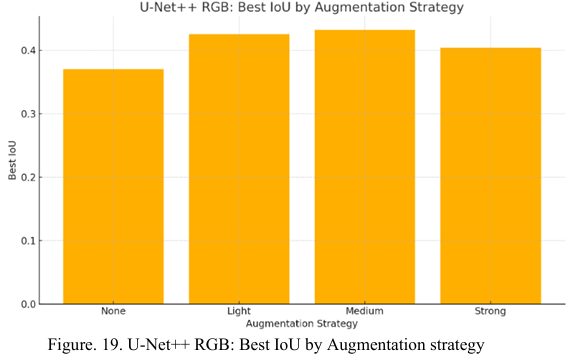 U-Net++ RGB: Best IoU by Augmentation Strategy
0.4
0.3
0.2
0.1
0.0
Best IoU
None Light Medium Strong
Augmentation Strategy
Figure. 19. U-Net++ RGB: Best IoU by Augmentation strategy